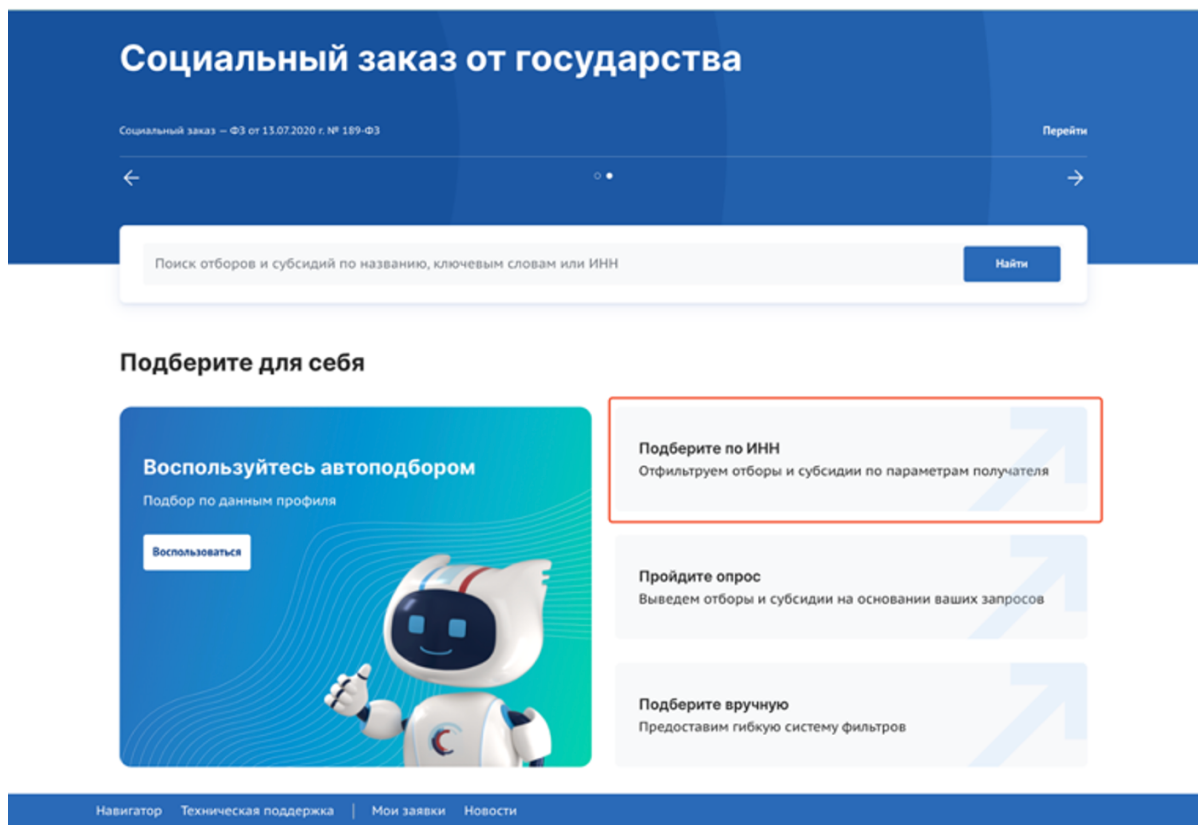 Социальный заказ от государства
Социальный заказ — ФЗ от 13.07.2020 г. № 189-ФЗ
Перейти
Поиск отборов и субсидий по названию, ключевым словам или ИНН
Найти
Подберите для себя
Воспользуйтесь автоподбором
Подбор по данным профиля
Воспользоваться
Подберите по ИНН
Отфильтруем отборы и субсидии по параметрам получателя
Пройдите опрос
Выведем отборы и субсидии на основании ваших запросов
Подберите вручную
Предоставим гибкую систему фильтров
Навигатор Техническая поддержка | Мои заявки Новости